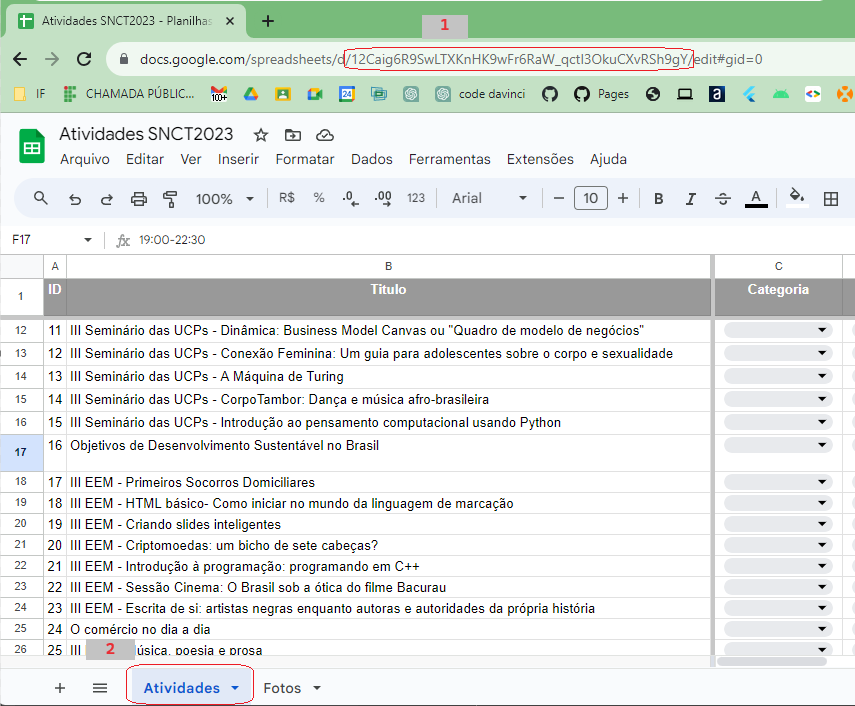 Atividades SNCT2023 - Planilhas
1
docs.google.com/spreadsheets/d/12Caig6R9SwLTXKnHK9wFr6RaW_qctI3OkuCXvRSh9gY/edit#gid=0
IF CHAMADA PÚBLIC... 100+ 24 code davinci Pages a
Atividades SNCT2023
Arquivo Editar Ver Inserir Formatar Dados Ferramentas Extensões Ajuda
100% R$ % .0 .00 123 Arial 10 B I S A
F17 fx 19:00-22:30
A B C
1 ID Titulo Categoria
12 11 III Seminário das UCPs - Dinâmica: Business Model Canvas ou "Quadro de modelo de negócios"
13 12 III Seminário das UCPs - Conexão Feminina: Um guia para adolescentes sobre o corpo e sexualidade
14 13 III Seminário das UCPs - A Máquina de Turing
15 14 III Seminário das UCPs - CorpoTambor: Dança e música afro-brasileira
16 15 III Seminário das UCPs - Introdução ao pensamento computacional usando Python
17 16 Objetivos de Desenvolvimento Sustentável no Brasil
18 17 III EEM - Primeiros Socorros Domiciliares
19 18 III EEM - HTML básico- Como iniciar no mundo da linguagem de marcação
20 19 III EEM - Criando slides inteligentes
21 20 III EEM - Criptomoedas: um bicho de sete cabeças?
22 21 III EEM - Introdução à programação: programando em C++
23 22 III EEM - Sessão Cinema: O Brasil sob a ótica do filme Bacurau
24 23 III EEM - Escrita de si: artistas negras enquanto autoras e autoridades da própria história
25 24 O comércio no dia a dia
26 25 III 2 úsica, poesia e prosa
Atividades Fotos